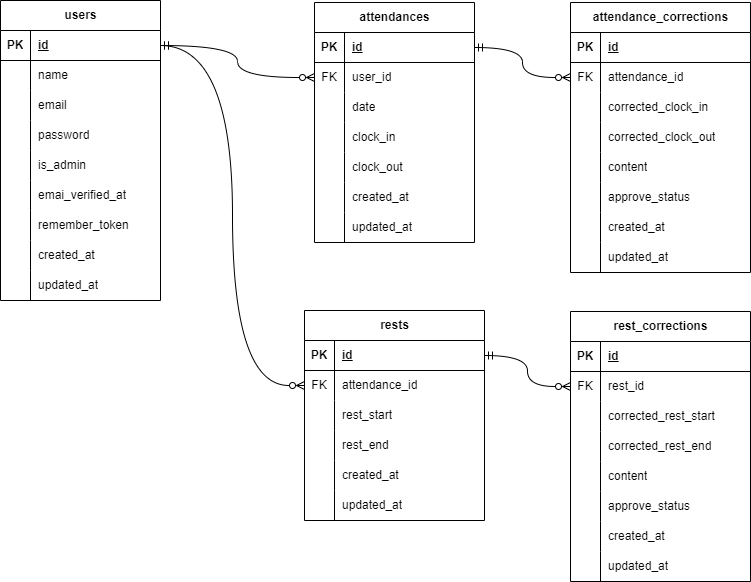 users
PK id
name
email
password
is_admin
emai_verified_at
remember_token
created_at
updated_at
attendances
PK id
FK user_id
date
clock_in
clock_out
created_at
updated_at
attendance_corrections
PK id
FK attendance_id
corrected_clock_in
corrected_clock_out
content
approve_status
created_at
updated_at
rests
PK id
FK attendance_id
rest_start
rest_end
created_at
updated_at
rest_corrections
PK id
FK rest_id
corrected_rest_start
corrected_rest_end
content
approve_status
created_at
updated_at